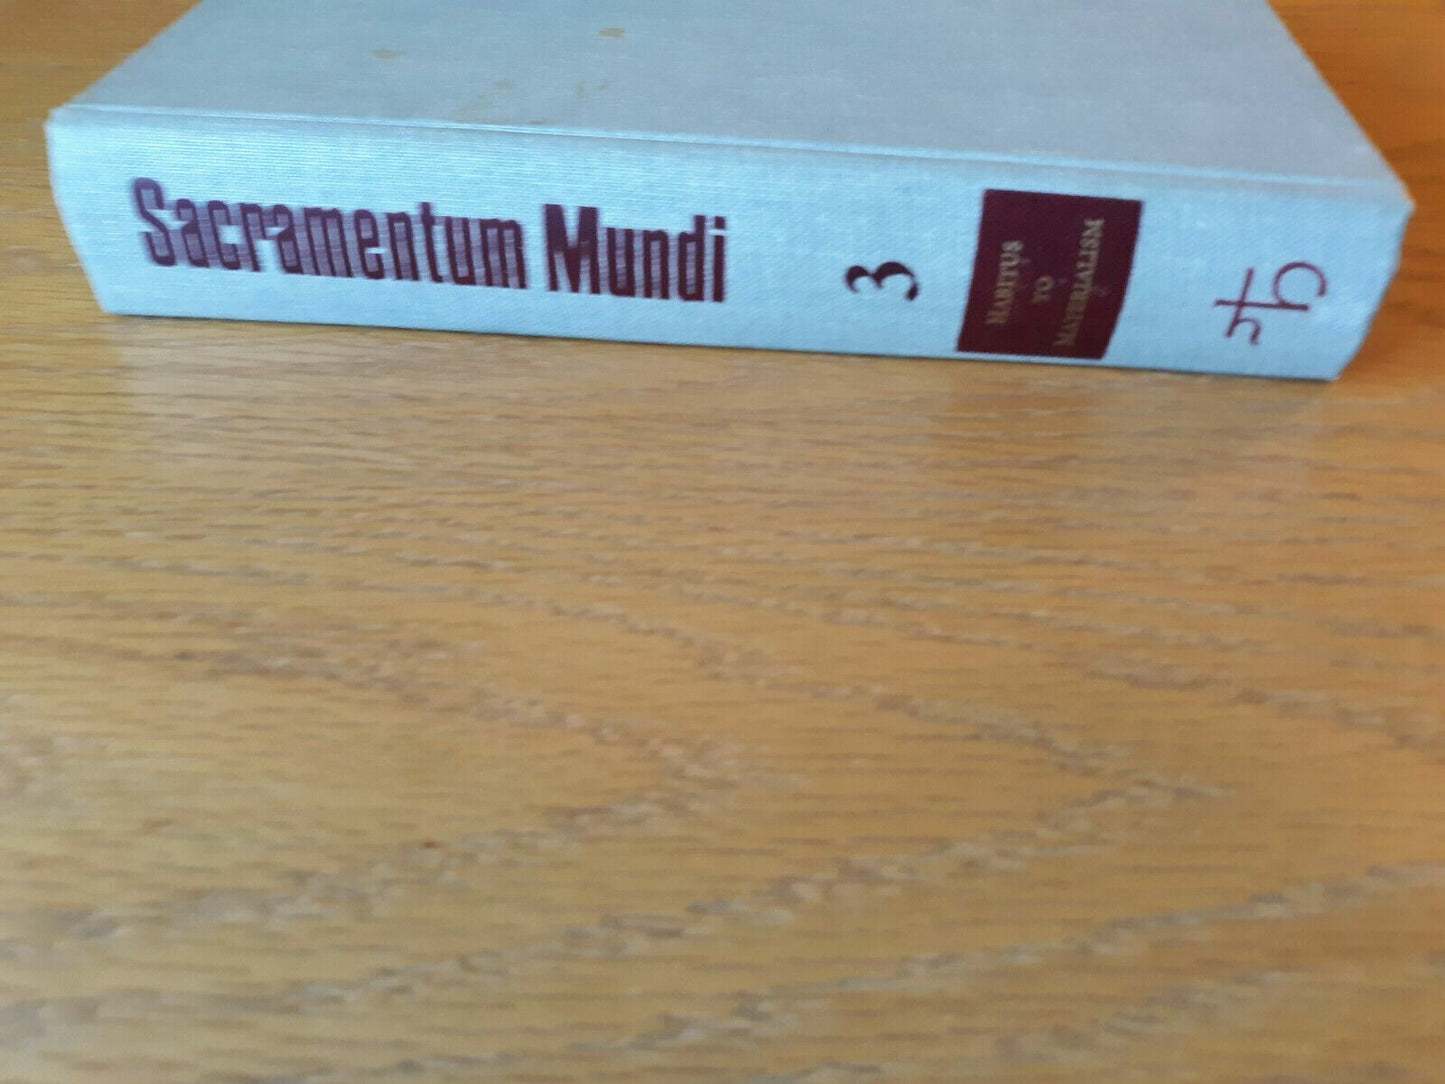 Sacramentum Mundi
3
HABITUS
TO
MATERIALISM